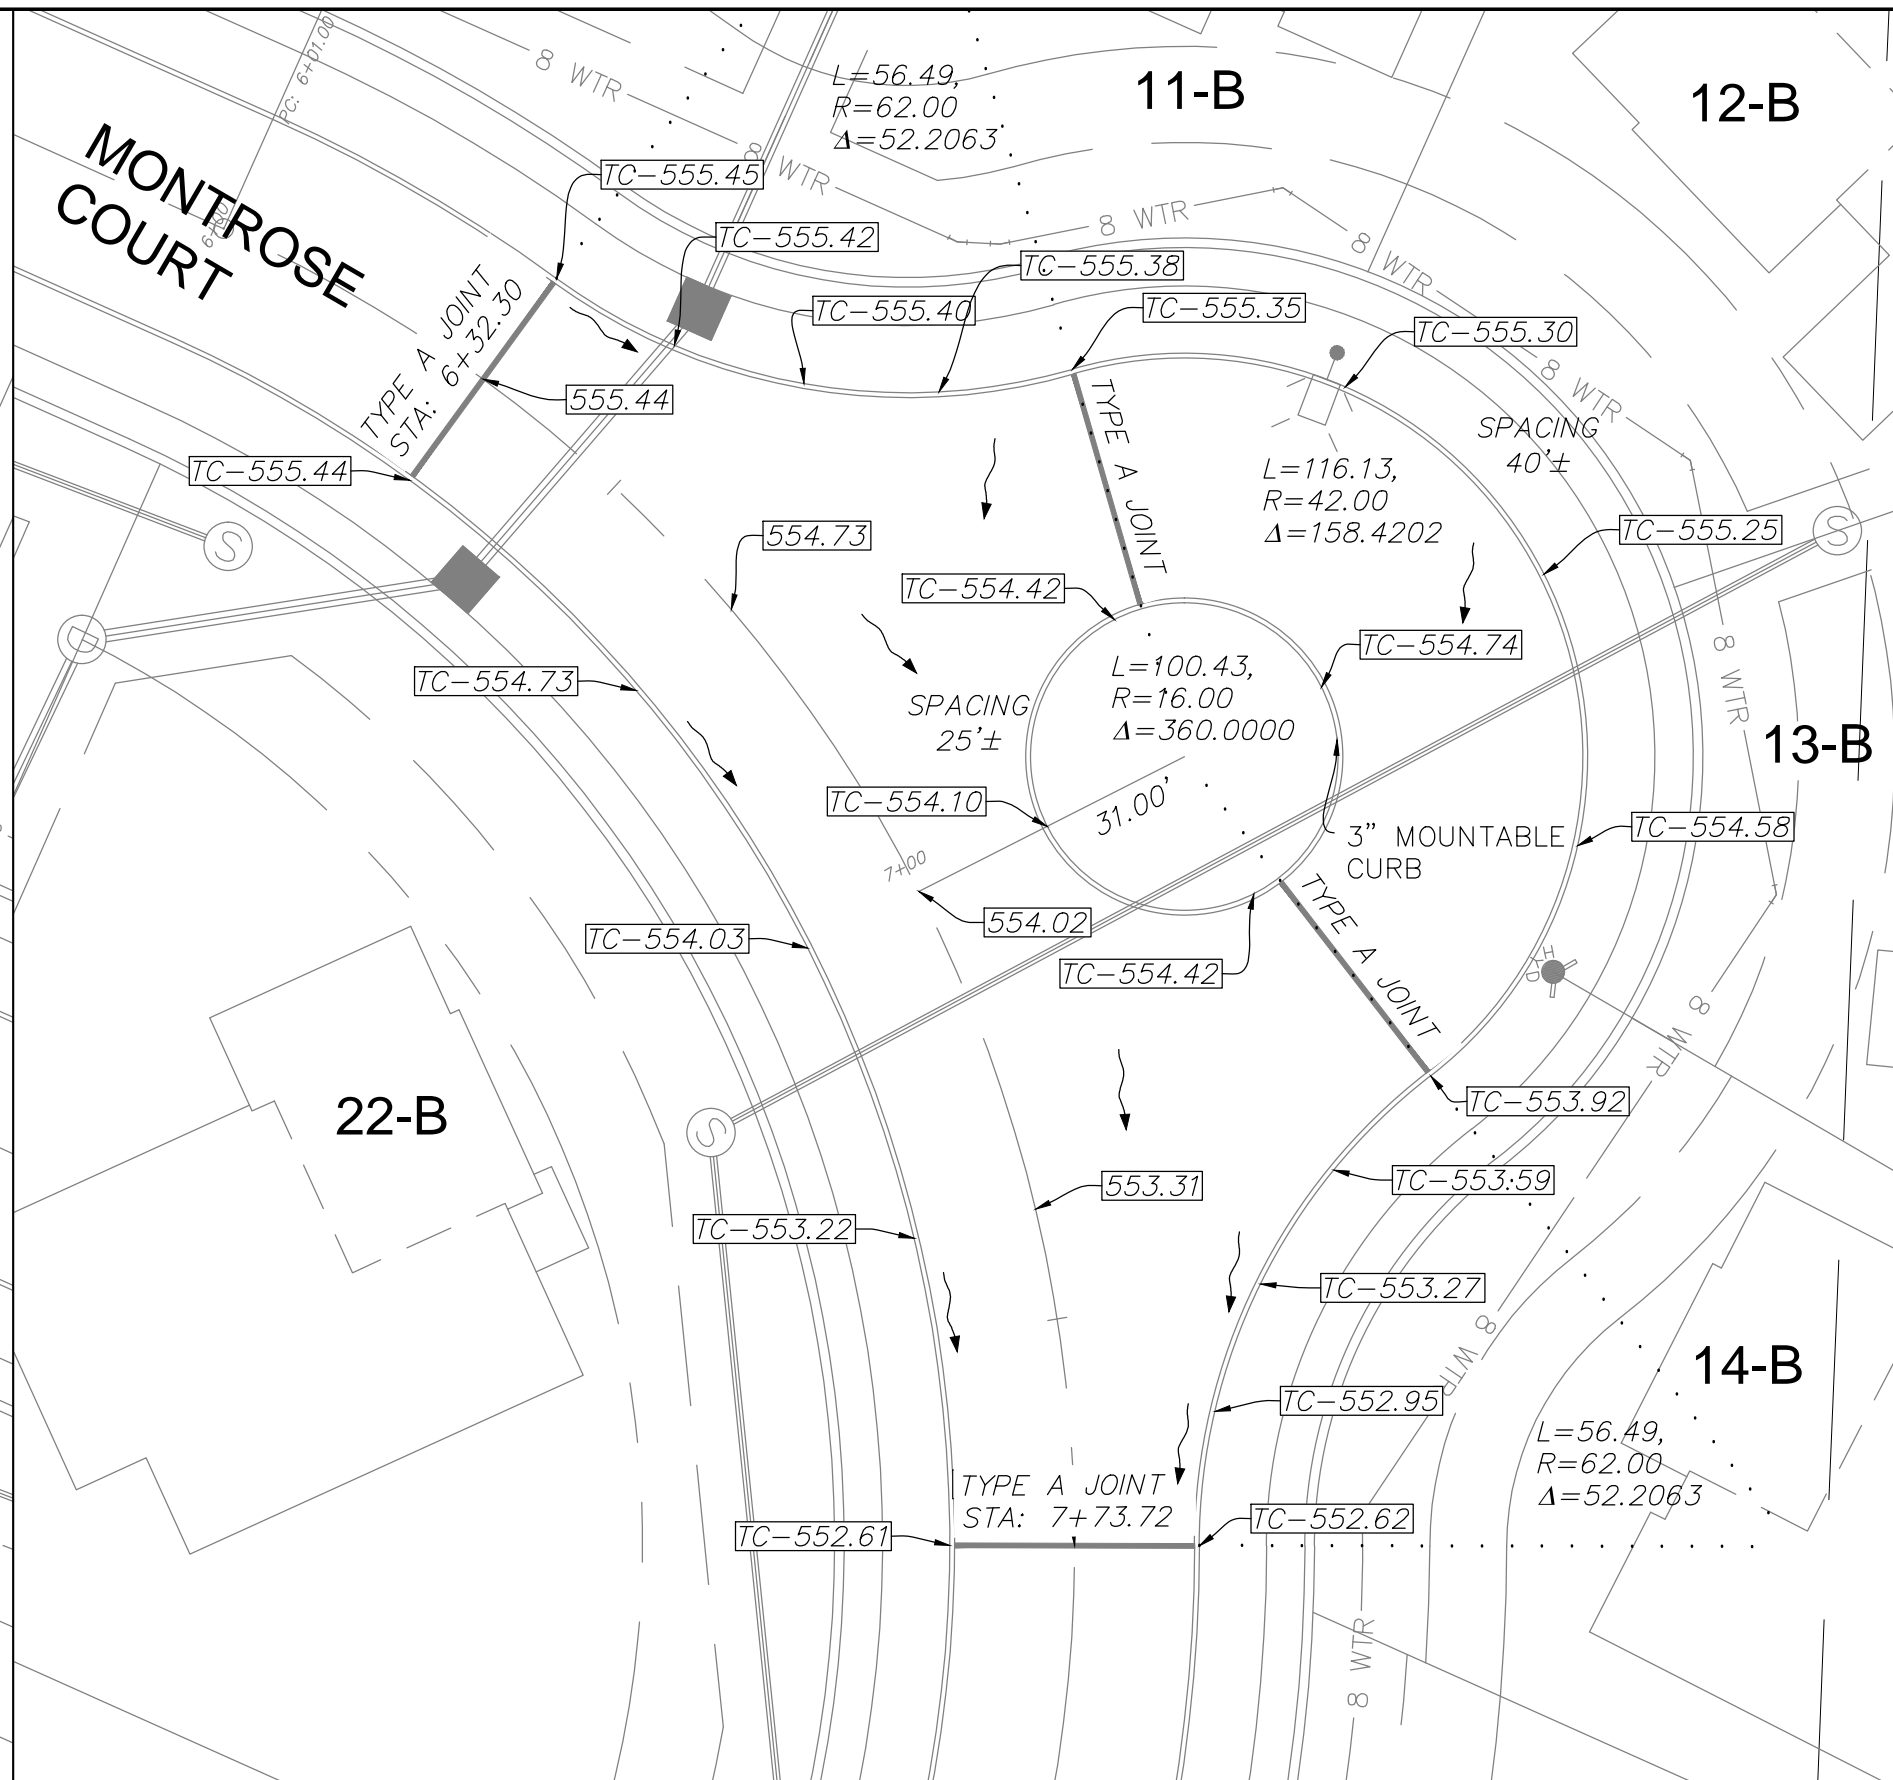 PC: 6+01.00
8 WTR
L=56.49,
R=62.00
Δ=52.2063
11-B
12-B
MONTROSE
COURT
TC-555.45
8 WTR
TC-555.42
8 WTR
8 WTR
TC-555.38
TYPE A JOINT
STA: 6+32.30
TC-555.40
TC-555.35
TC-555.30
555.44
8 WTR
TC-555.44
TYPE A JOINT
SPACING
40'±
L=116.13,
R=42.00
Δ=158.4202
S
554.73
TC-555.25
S
TC-554.42
D
TC-554.74
8 WTR
TC-554.73
L=100.43,
R=16.00
Δ=360.0000
SPACING
25'±
13-B
TC-554.10
31.00'
3" MOUNTABLE
CURB
TC-554.58
7+00
554.02
TYPE A JOINT
TC-554.03
TC-554.42
HYD
8 WTR
22-B
S
TC-553.92
553.31
TC-553.59
TC-553.22
TC-553.27
8 WTR
14-B
TC-552.95
L=56.49,
R=62.00
Δ=52.2063
TYPE A JOINT
STA: 7+73.72
TC-552.61
TC-552.62
8 WTR